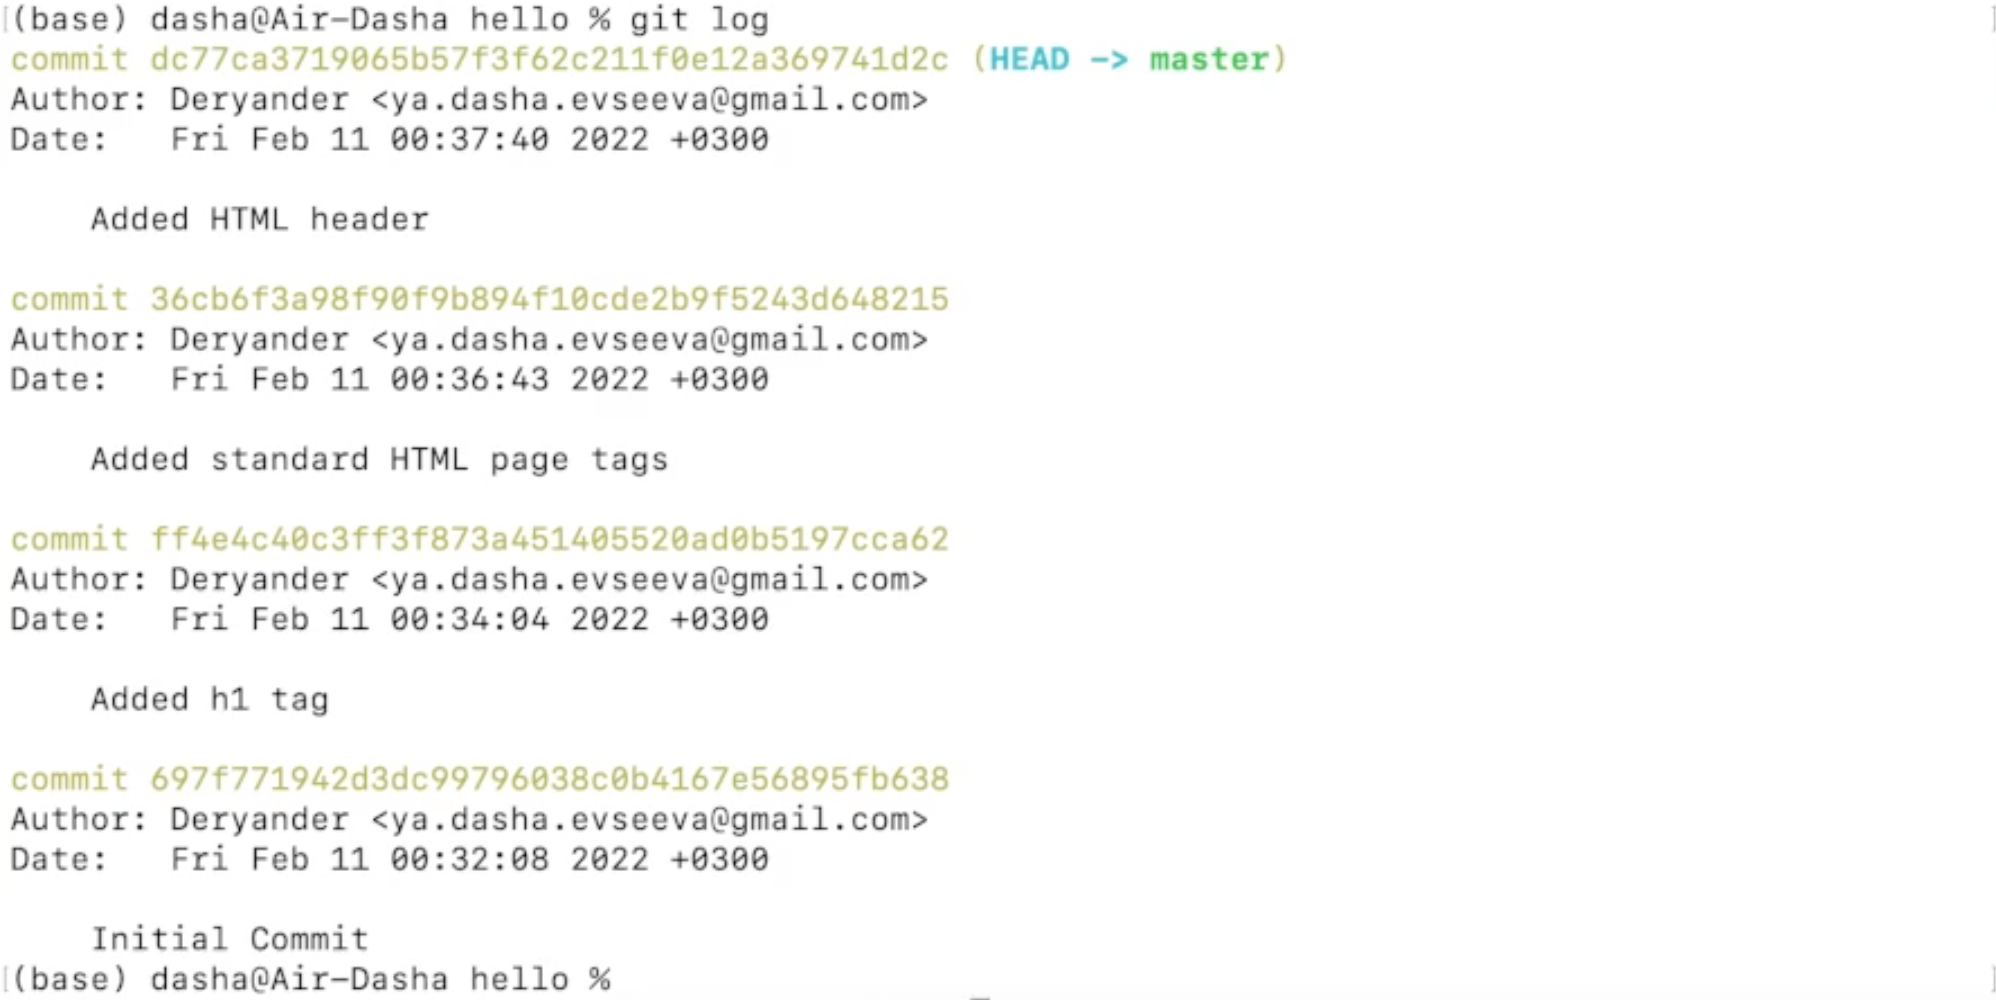 (base) dasha@Air-Dasha hello % git log
commit dc77ca3719065b57f3f62c211f0e12a369741d2c (HEAD -> master)
Author: Deryander <ya.dasha.evseeva@gmail.com>
Date:   Fri Feb 11 00:37:40 2022 +0300
    Added HTML header
commit 36cb6f3a98f90f9b894f10cde2b9f5243d648215
Author: Deryander <ya.dasha.evseeva@gmail.com>
Date:   Fri Feb 11 00:36:43 2022 +0300
    Added standard HTML page tags
commit ff4e4c40c3ff3f873a451405520ad0b5197cca62
Author: Deryander <ya.dasha.evseeva@gmail.com>
Date:   Fri Feb 11 00:34:04 2022 +0300
    Added h1 tag
commit 697f771942d3dc99796038c0b4167e56895fb638
Author: Deryander <ya.dasha.evseeva@gmail.com>
Date:   Fri Feb 11 00:32:08 2022 +0300
    Initial Commit
(base) dasha@Air-Dasha hello %